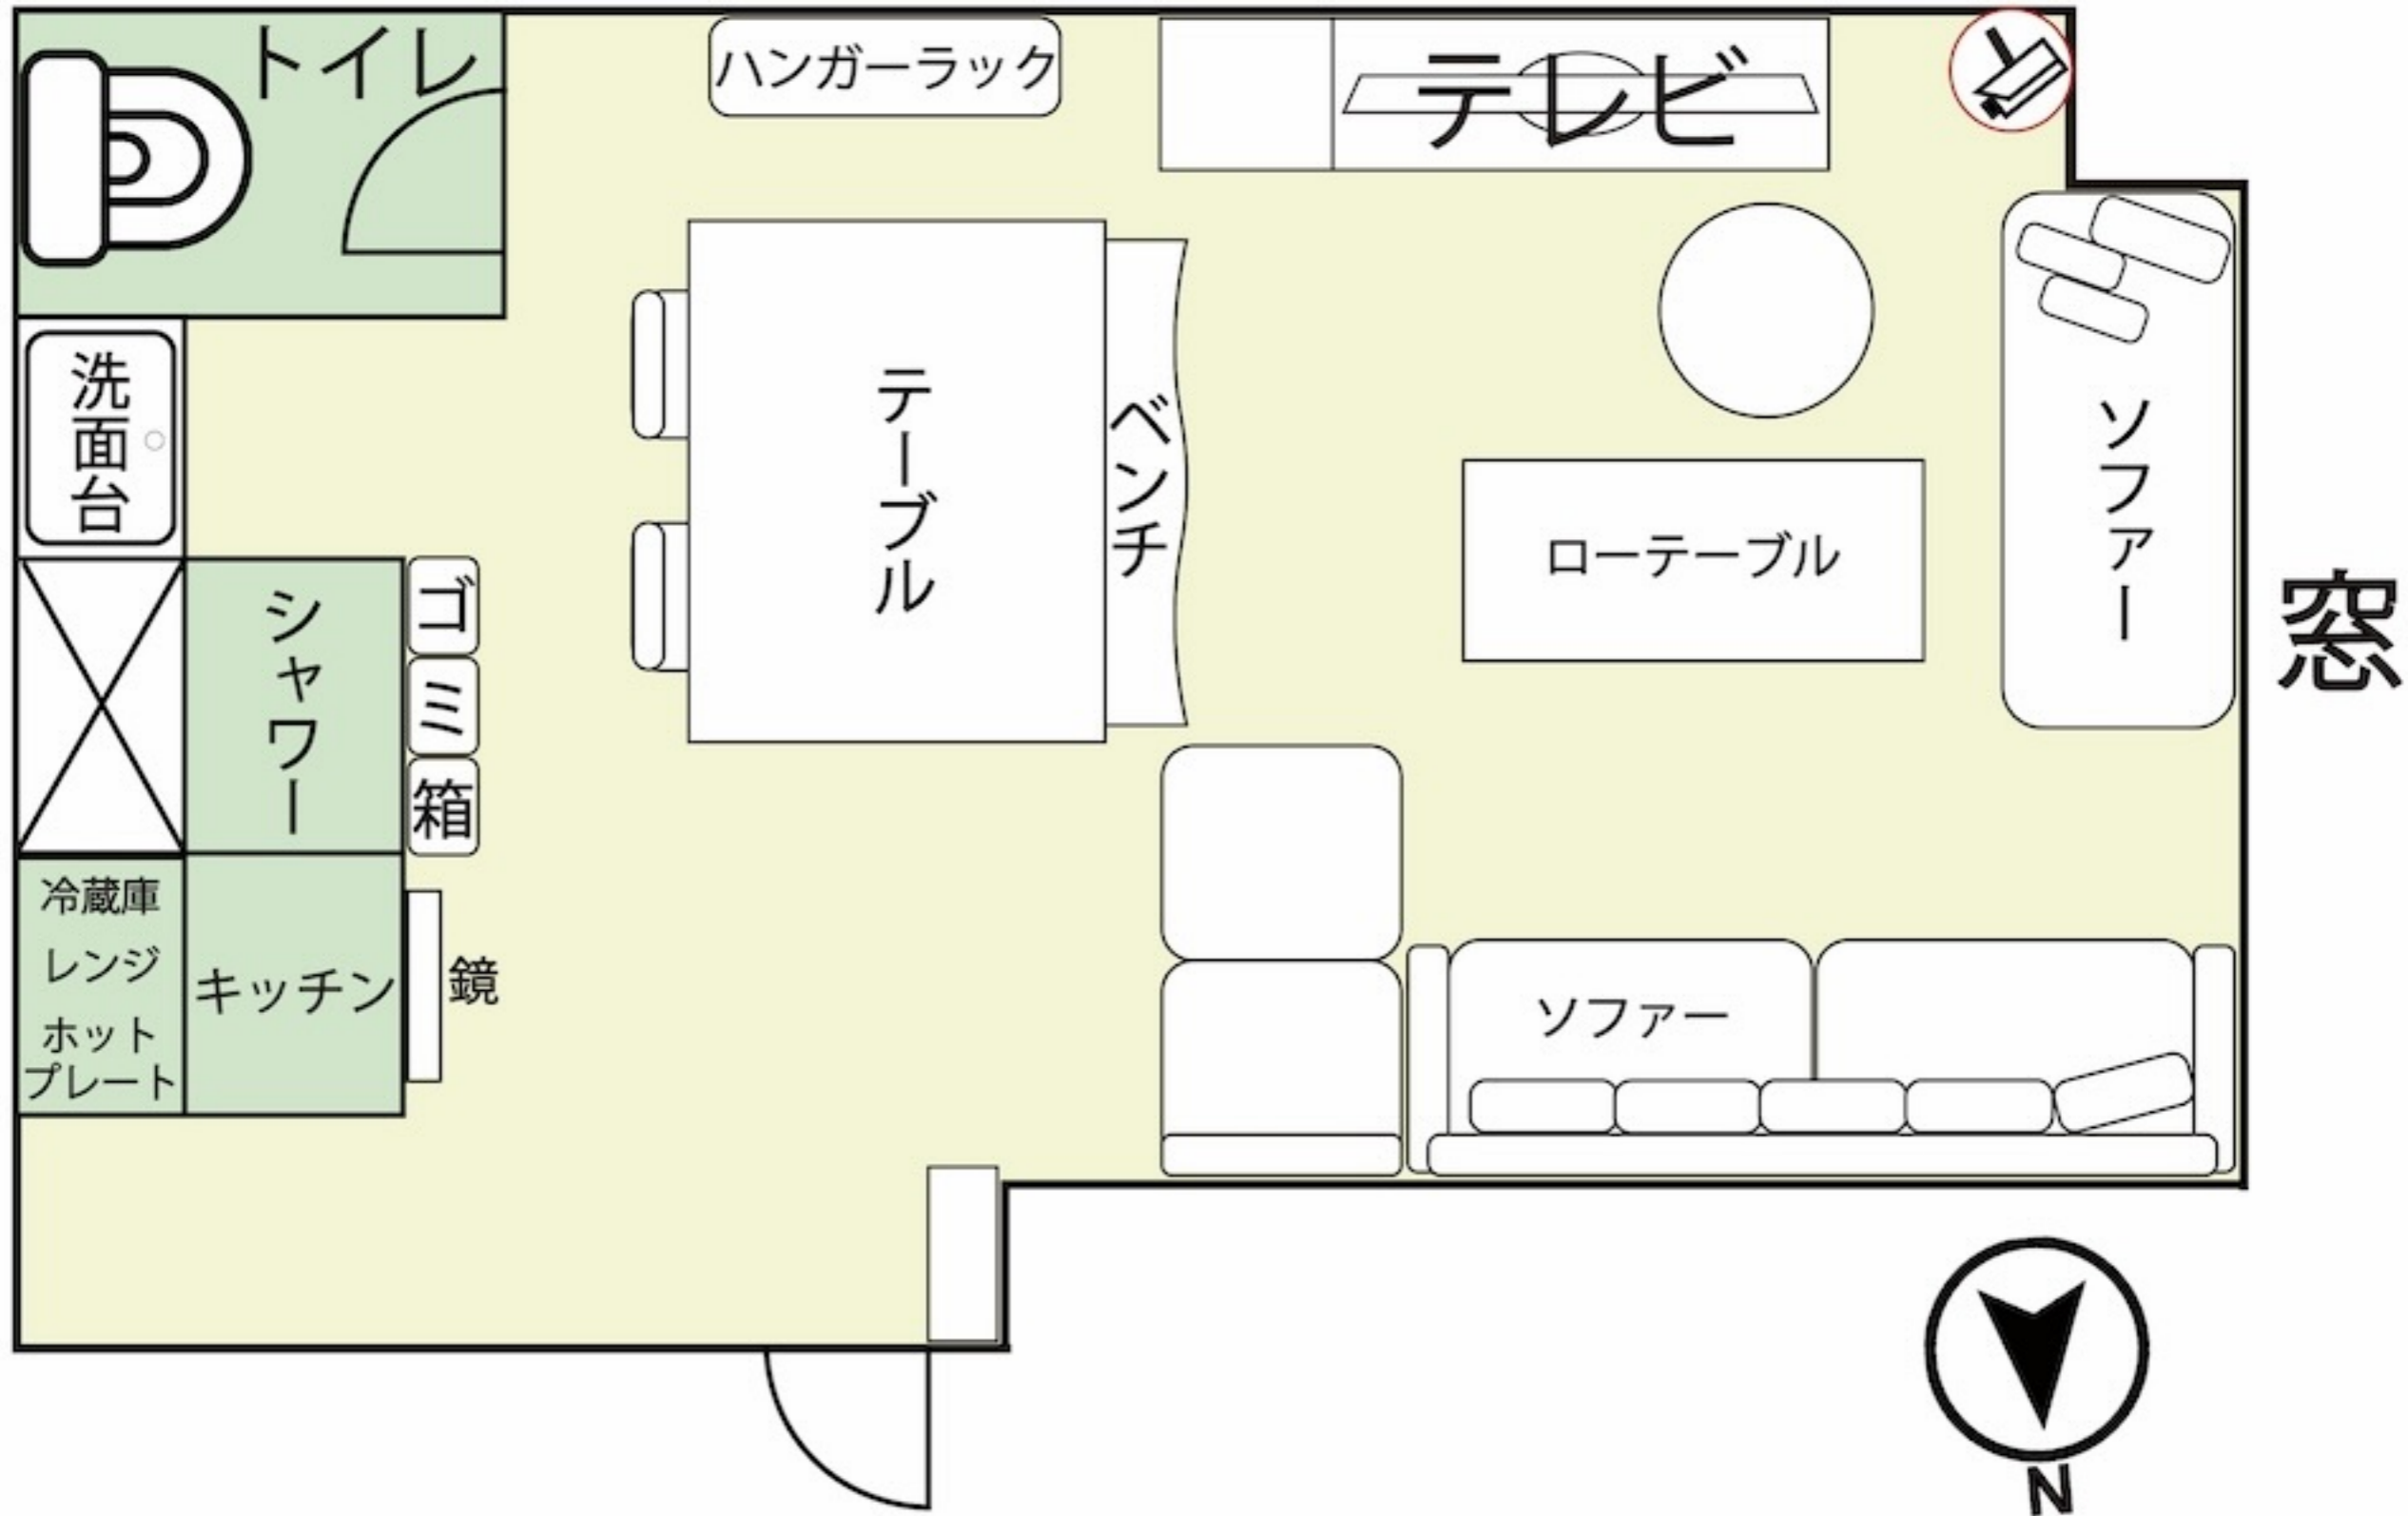 トイレ
ハンガーラック
テレビ
洗面台
テーブル
ベンチ
ローテーブル
ソファー
窓
シャワー
ゴミ箱
冷蔵庫
レンジ
ホット
プレート
キッチン
鏡
ソファー
N